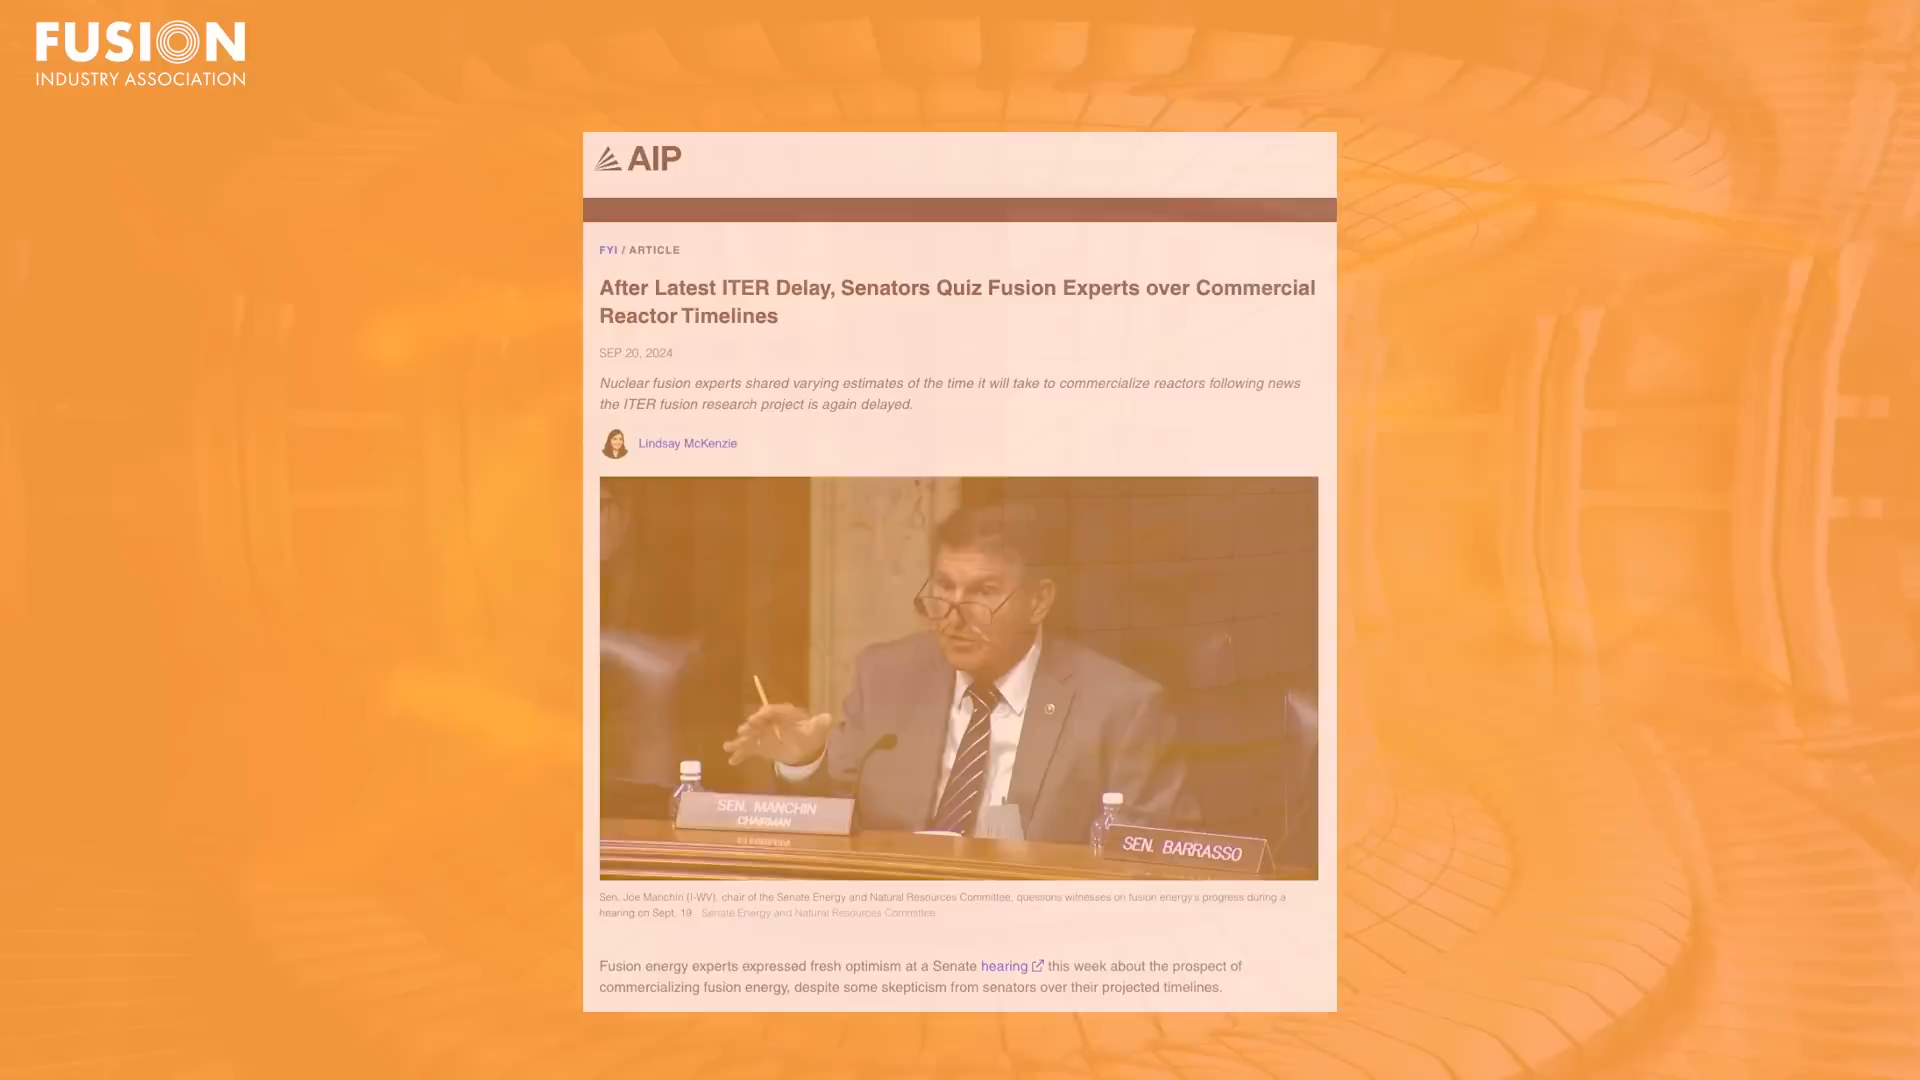 FUSION
INDUSTRY ASSOCIATION
AIP
FYI / ARTICLE
After Latest ITER Delay, Senators Quiz Fusion Experts over Commercial
Reactor Timelines
SEP 20, 2024
Nuclear fusion experts shared varying estimates of the time it will take to commercialize reactors following news
the ITER fusion research project is again delayed.
Lindsay McKenzie
SEN. MANCHIN
CHAIRMAN
SEN. BARRASSO
Sen. Joe Manchin (I-WV), chair of the Senate Energy and Natural Resources Committee, questions witnesses on fusion energy's progress during a
hearing on Sept. 19 Senate Energy and Natural Resources Committee
Fusion energy experts expressed fresh optimism at a Senate hearing this week about the prospect of
commercializing fusion energy, despite some skepticism from senators over their projected timelines.